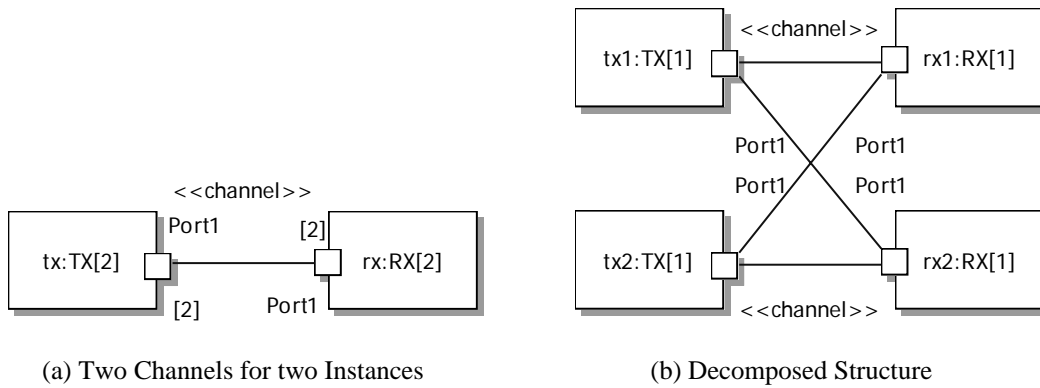 <<channel>>
Port1
[2]
tx:TX[2]
rx:RX[2]
[2]
Port1
(a) Two Channels for two Instances
<<channel>>
tx1:TX[1]
rx1:RX[1]
Port1
Port1
Port1
Port1
tx2:TX[1]
rx2:RX[1]
<<channel>>
(b) Decomposed Structure